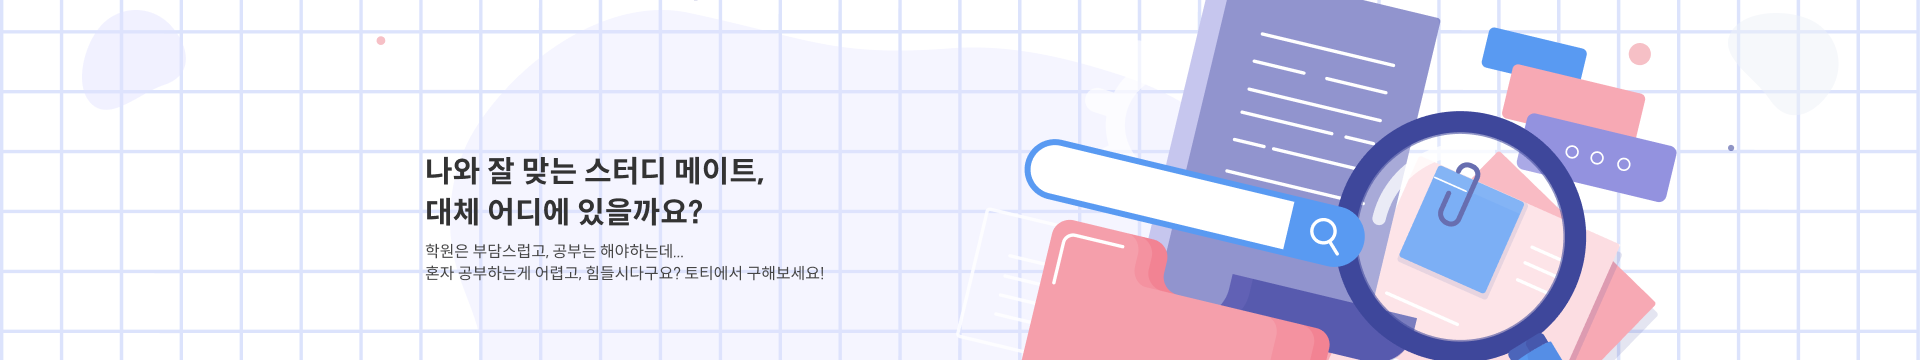 나와 잘 맞는 스터디 메이트,
대체 어디에 있을까요?
학원은 부담스럽고, 공부는 해야하는데...
혼자 공부하는게 어렵고, 힘들시다구요? 토티에서 구해보세요!